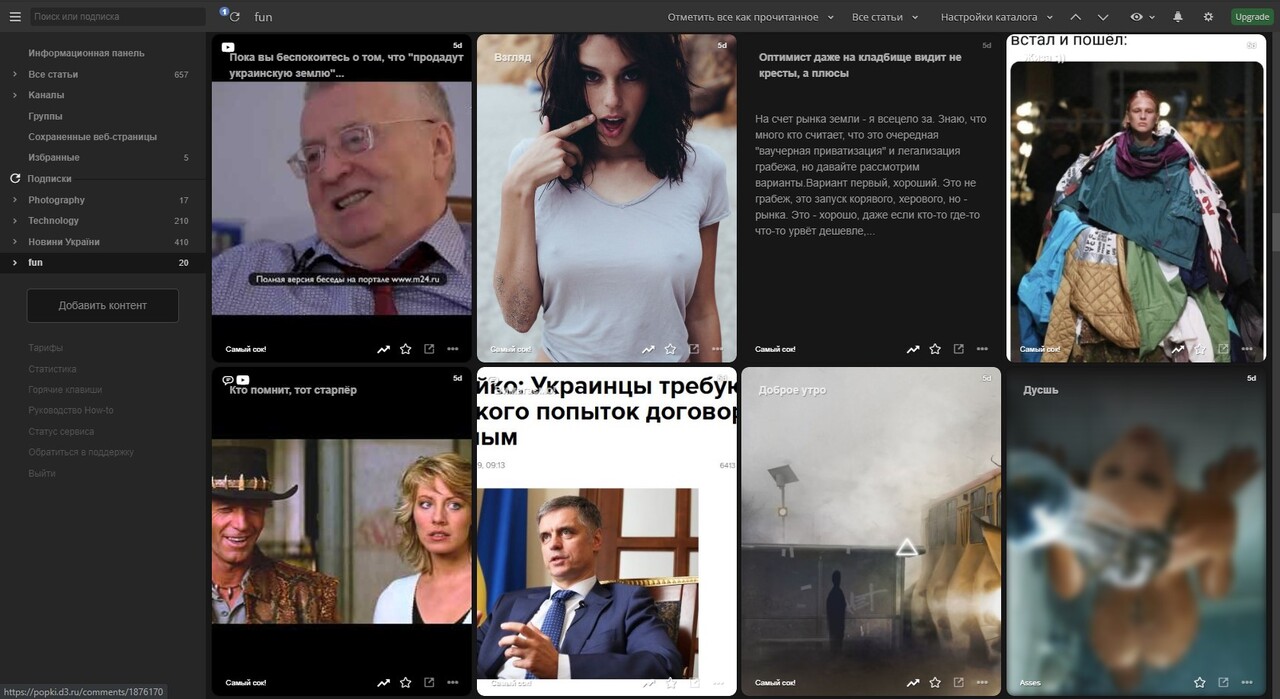 Поиск или подписка
1
fun
Отметить все как прочитанное
Все статьи
Настройки каталога
Upgrade
Информационная панель
Все статьи 657
Каналы
Группы
Сохраненные веб-страницы
Избранные 5
Подписки
Photography 17
Technology 210
Новини України 410
fun 20
Добавить контент
Тарифы
Статистика
Горячие клавиши
Руководство How-to
Статус сервиса
Обратиться в поддержку
Выйти
5d
Пока вы беспокоитесь о том, что "продадут
украинскую землю"...
Полная версия беседы на портале www.m24.ru
Самый сок!
5d
Взгляд
Самый сок!
5d
Оптимист даже на кладбище видит не
кресты, а плюсы
На счет рынка земли - я всецело за. Знаю, что
много кто считает, что это очередная
"ваучерная приватизация" и легализация
грабежа, но давайте рассмотрим
варианты.Вариант первый, хороший. Это не
грабеж, это запуск корявого, херового, но -
рынка. Это - хорошо, даже если кто-то где-то
что-то урвёт дешевле,...
Самый сок!
встал и пошел:
5d
Самый сок!
5d
Кто помнит, тот старпёр
Самый сок!
йко: Украинцы требую
кого попыток договор
ным
9, 09:13
6413
Самый сок!
5d
Доброе утро
Самый сок!
5d
Дусшь
Asses
https://popki.d3.ru/comments/1876170